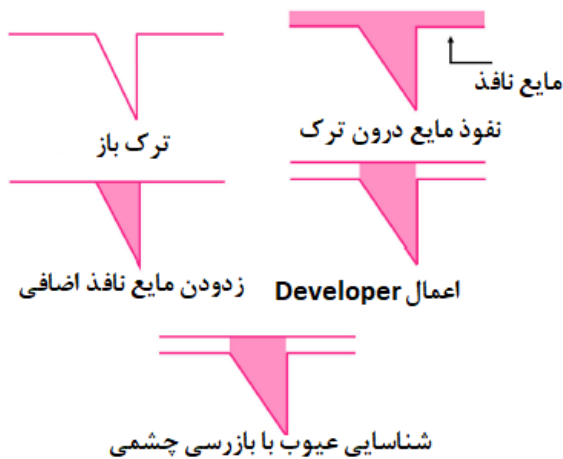 مایع نافذ
ترک باز
نفوذ مایع درون ترک
زدودن مایع نافذ اضافی
اعمال Developer
شناسایی عیوب با بازرسی چشمی